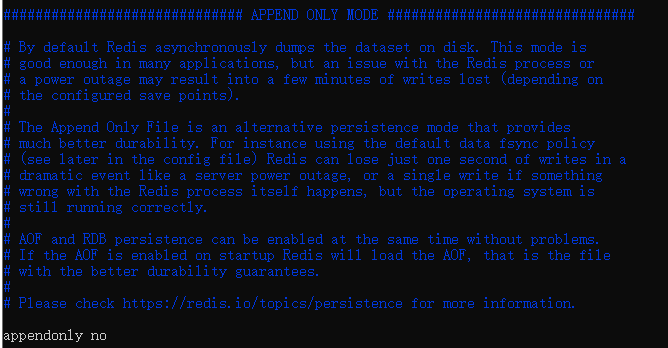 ############################## APPEND ONLY MODE ###############################
# By default Redis asynchronously dumps the dataset on disk. This mode is
# good enough in many applications, but an issue with the Redis process or
# a power outage may result into a few minutes of writes lost (depending on
# the configured save points).
#
# The Append Only File is an alternative persistence mode that provides
# much better durability. For instance using the default data fsync policy
# (see later in the config file) Redis can lose just one second of writes in a
# dramatic event like a server power outage, or a single write if something
# wrong with the Redis process itself happens, but the operating system is
# still running correctly.
#
# AOF and RDB persistence can be enabled at the same time without problems.
# If the AOF is enabled on startup Redis will load the AOF, that is the file
# with the better durability guarantees.
#
# Please check https://redis.io/topics/persistence for more information.
appendonly no